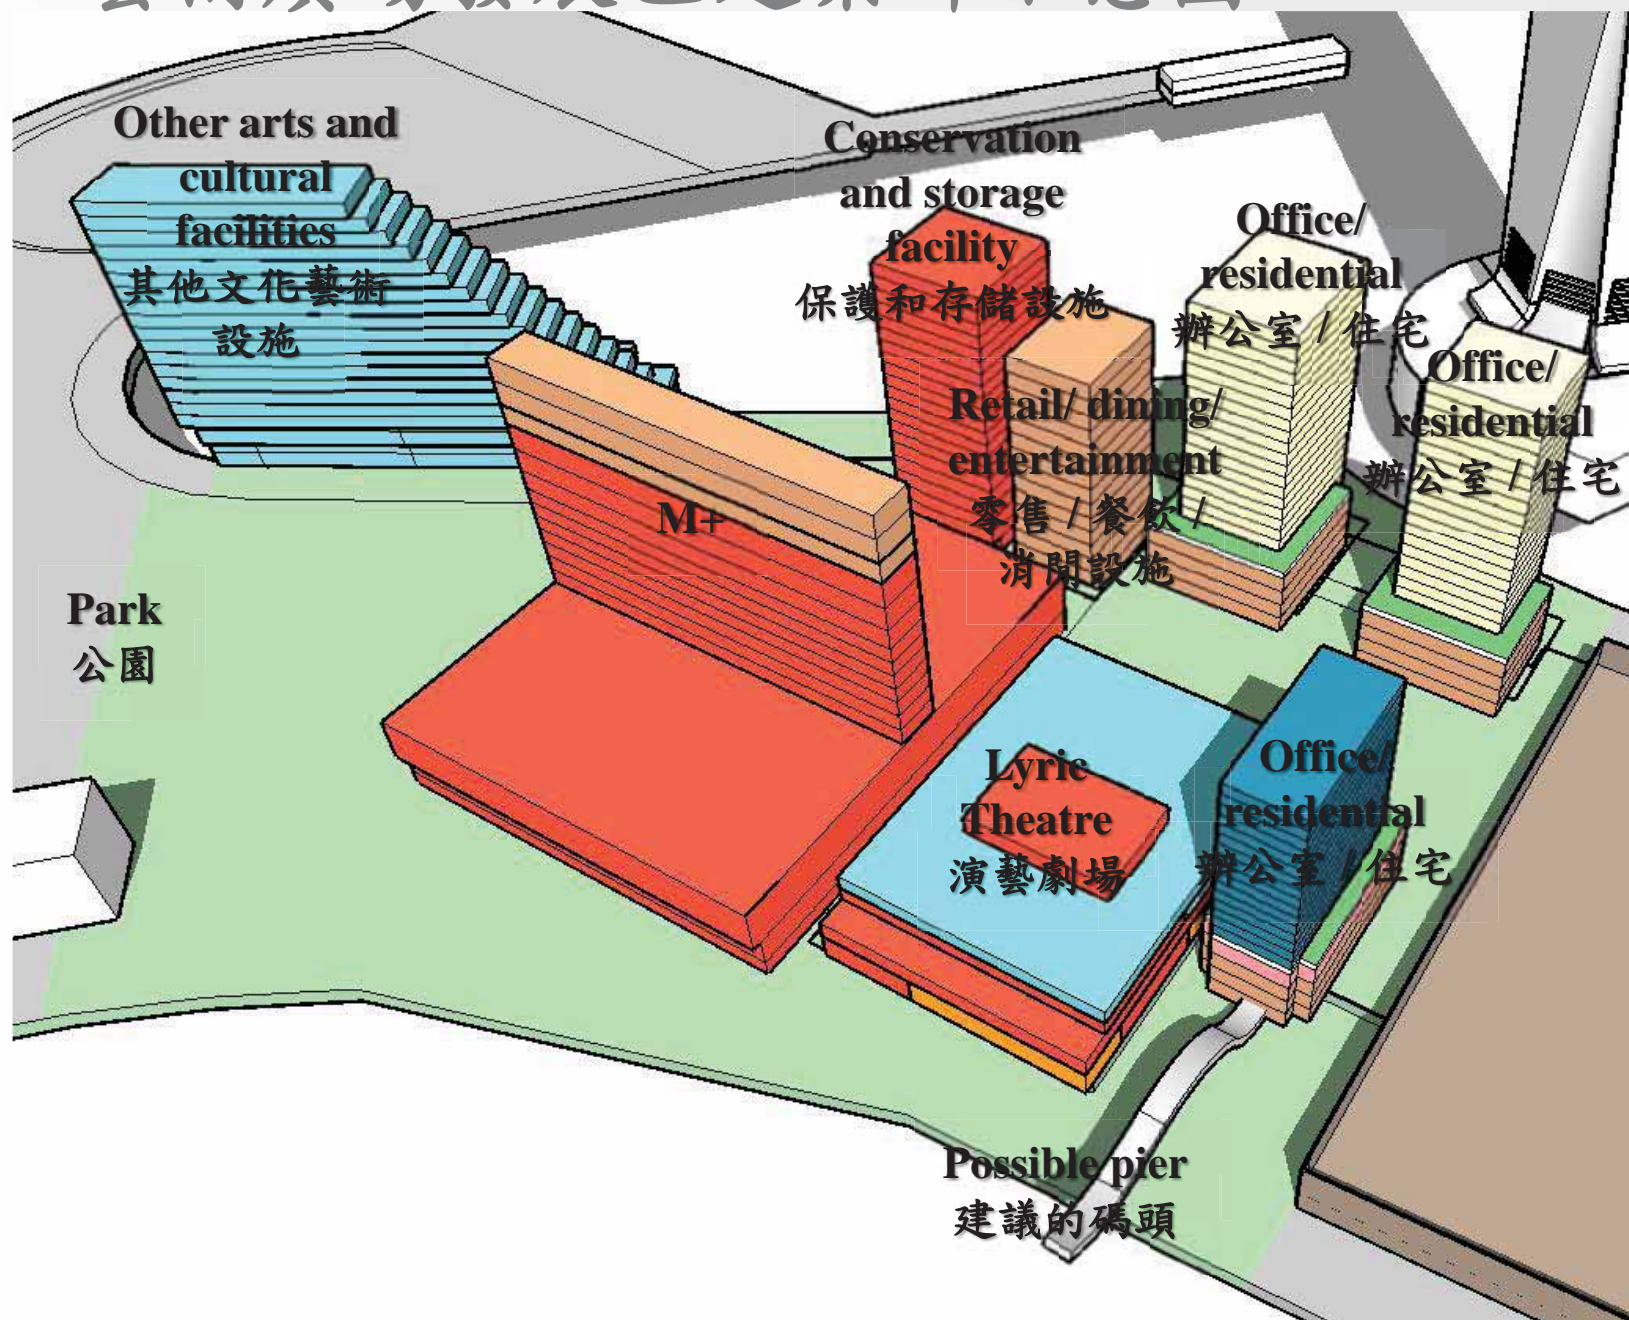 Other arts and
cultural
facilities
其他文化藝術
設施
Conservation
and storage
facility
保護和存儲設施
Office/
residential
辦公室 / 住宅
Office/
residential
辦公室 / 住宅
Retail/ dining/
entertainment
零售 / 餐飲 /
消閒設施
M+
Park
公園
Lyric
Theatre
演藝劇場
Office/
residential
辦公室 / 住宅
Possible pier
建議的碼頭